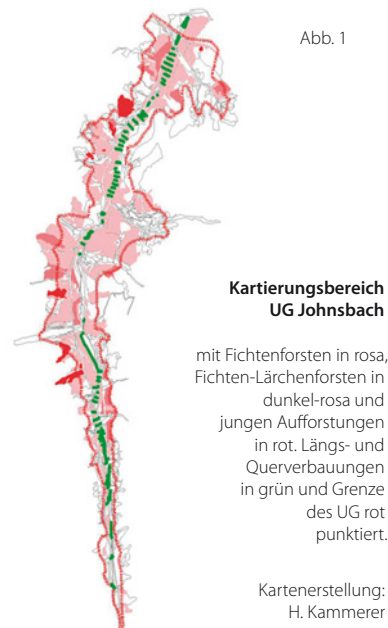 Abb. 1
Kartierungsbereich
UG Johnsbach
mit Fichtenforsten in rosa,
Fichten-Lärchenforsten in
dunkel-rosa und
jungen Aufforstungen
in rot. Längs- und
Querverbauungen
in grün und Grenze
des UG rot
punktiert.
Kartenerstellung:
H. Kammerer